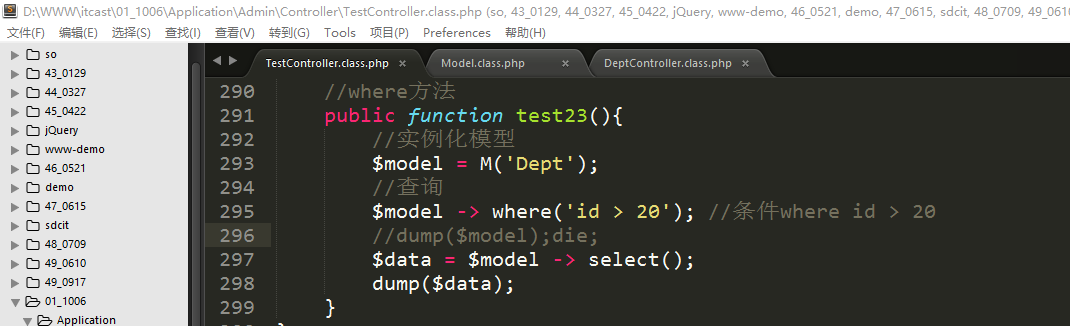 D:\WWW\itcast\01_1006\Application\Admin\Controller\TestController.class.php (so, 43_0129, 44_0327, 45_0422, jQuery, www-demo, 46_0521, demo, 47_0615, sdcit, 48_0709, 49_0610
文件(F) 编辑(E) 选择(S) 查找(I) 查看(V) 转到(G) Tools 项目(P) Preferences 帮助(H)
so
43_0129
44_0327
45_0422
jQuery
www-demo
46_0521
demo
47_0615
sdcit
48_0709
49_0610
49_0917
01_1006
Application
TestController.class.php × Model.class.php × DeptController.class.php ×
290 //where方法
291 public function test23(){
292 //实例化模型
293 $model = M('Dept');
294 //查询
295 $model -> where('id > 20'); //条件where id > 20
296 //dump($model);die;
297 $data = $model -> select();
298 dump($data);
299 }